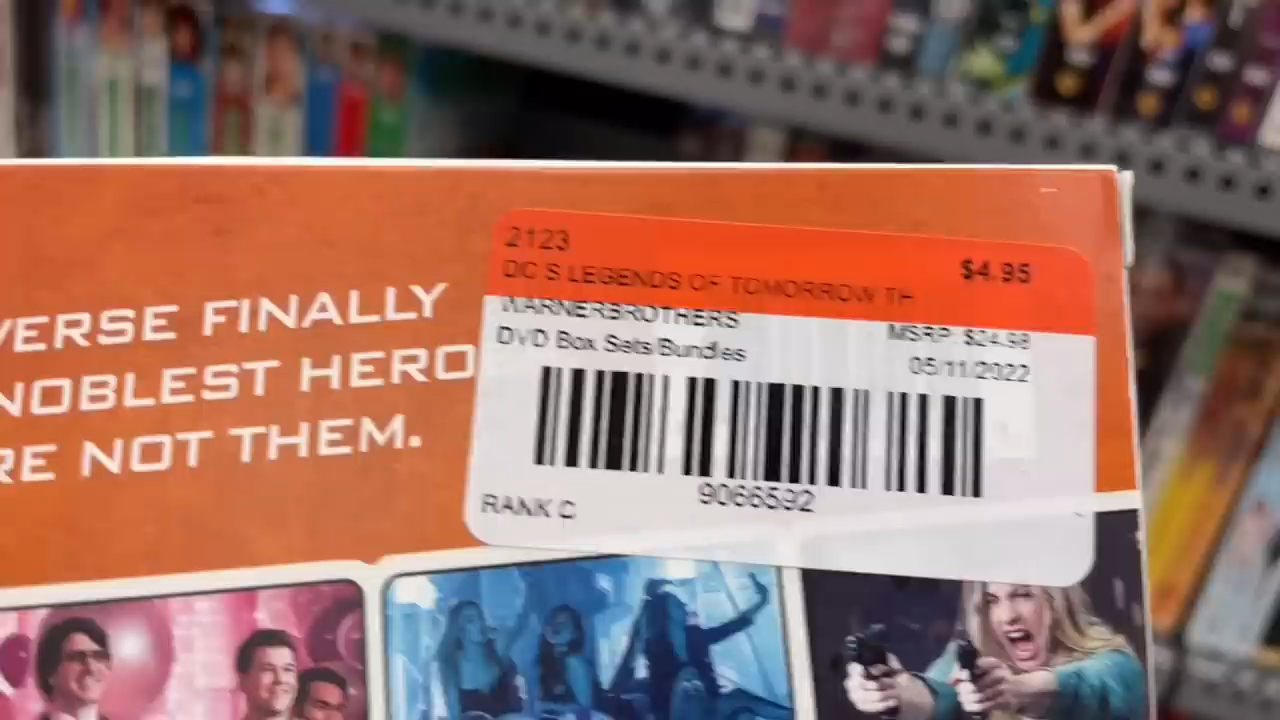 VERSE FINALLY
NOBLEST HERO
RE NOT THEM.
2123
DC'S LEGENDS OF TOMORROW TH
$4.95
WARNERBROTHERS
MSRP: $24.98
DVD Box Sets/Bundles
05/11/2022
9066592
RANK C